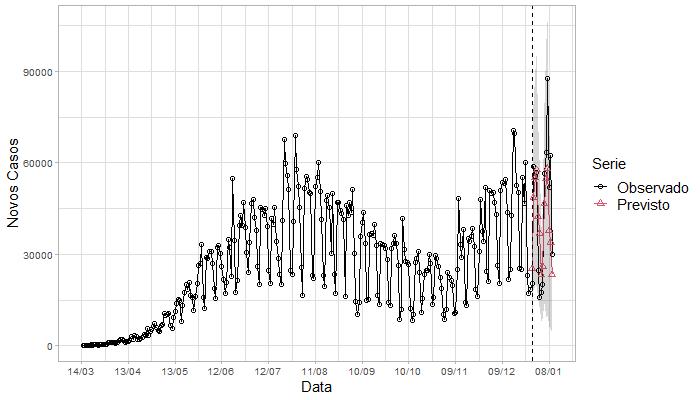 Novos Casos
90000
60000
30000
0
14/03 13/04 13/05 12/06 12/07 11/08 10/09 10/10 09/11 09/12 08/01
Data
Serie
Observado
Previsto